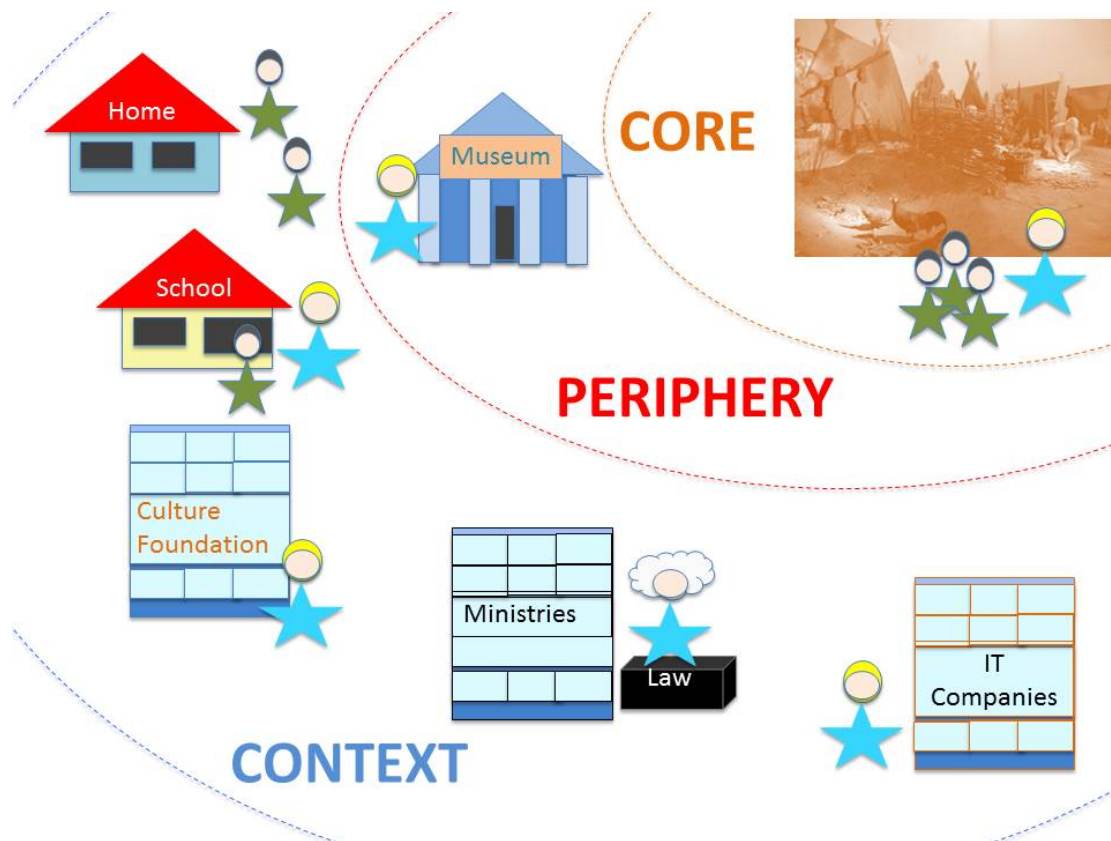 Home
Museum
CORE
School
PERIPHERY
Culture
Foundation
Ministries
Law
IT
Companies
CONTEXT